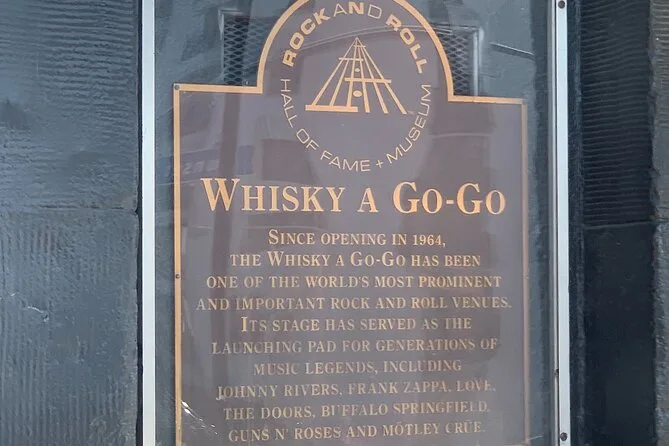 ROCK AND ROLL
HALL OF FAME + MUSEUM
WHISKY A GO-GO
SINCE OPENING IN 1964,
THE WHISKY A GO-GO HAS BEEN
ONE OF THE WORLD'S MOST PROMINENT
AND IMPORTANT ROCK AND ROLL VENUES.
ITS STAGE HAS SERVED AS THE
LAUNCHING PAD FOR GENERATIONS OF
MUSIC LEGENDS, INCLUDING
JOHNNY RIVERS, FRANK ZAPPA, LOVE,
THE DOORS, BUFFALO SPRINGFIELD,
GUNS N' ROSES AND MÖTLEY CRÜE.